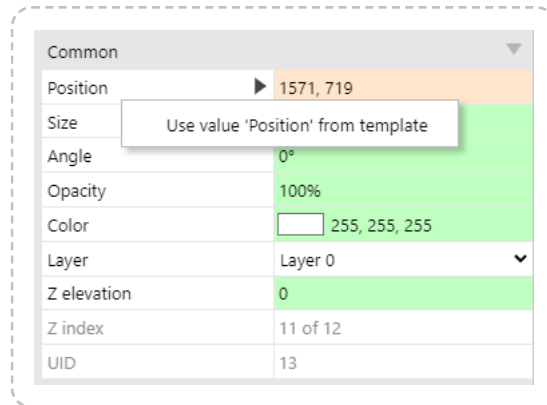 Common
Position 1571, 719
Size
Use value 'Position' from template
Angle 0°
Opacity 100%
Color 255, 255, 255
Layer Layer 0
Z elevation 0
Z index 11 of 12
UID 13